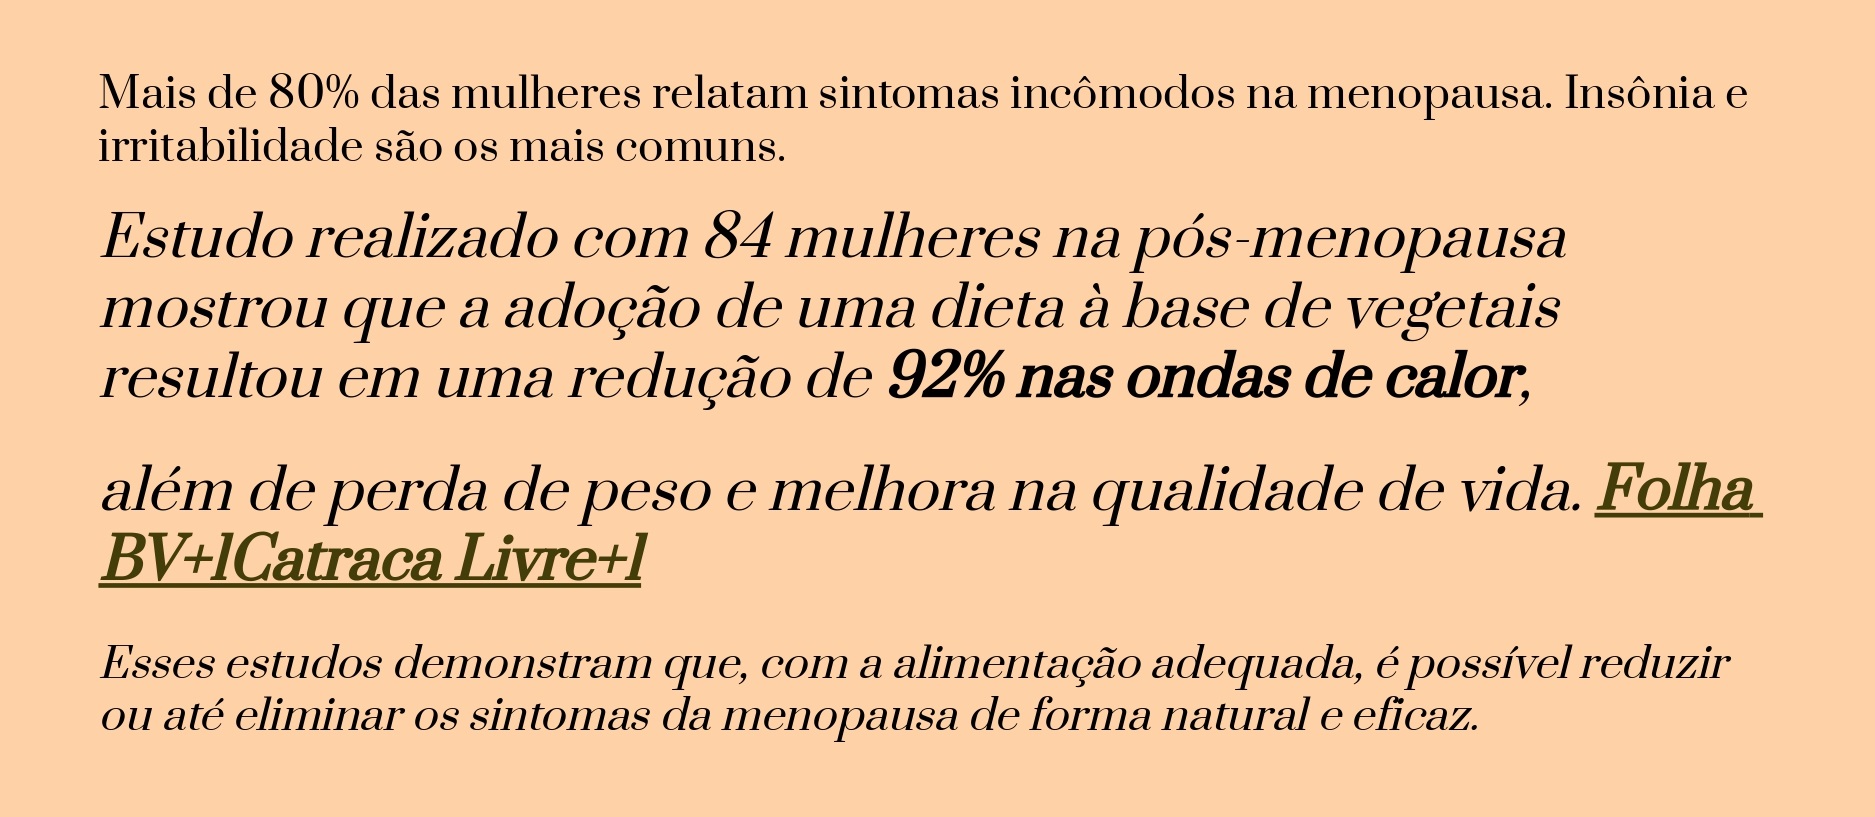 Mais de 80% das mulheres relatam sintomas incômodos na menopausa. Insônia e
irritabilidade são os mais comuns.
Estudo realizado com 84 mulheres na pós-menopausa
mostrou que a adoção de uma dieta à base de vegetais
resultou em uma redução de 92% nas ondas de calor,
além de perda de peso e melhora na qualidade de vida. Folha
BV+1Catraca Livre+1
Esses estudos demonstram que, com a alimentação adequada, é possível reduzir
ou até eliminar os sintomas da menopausa de forma natural e eficaz.